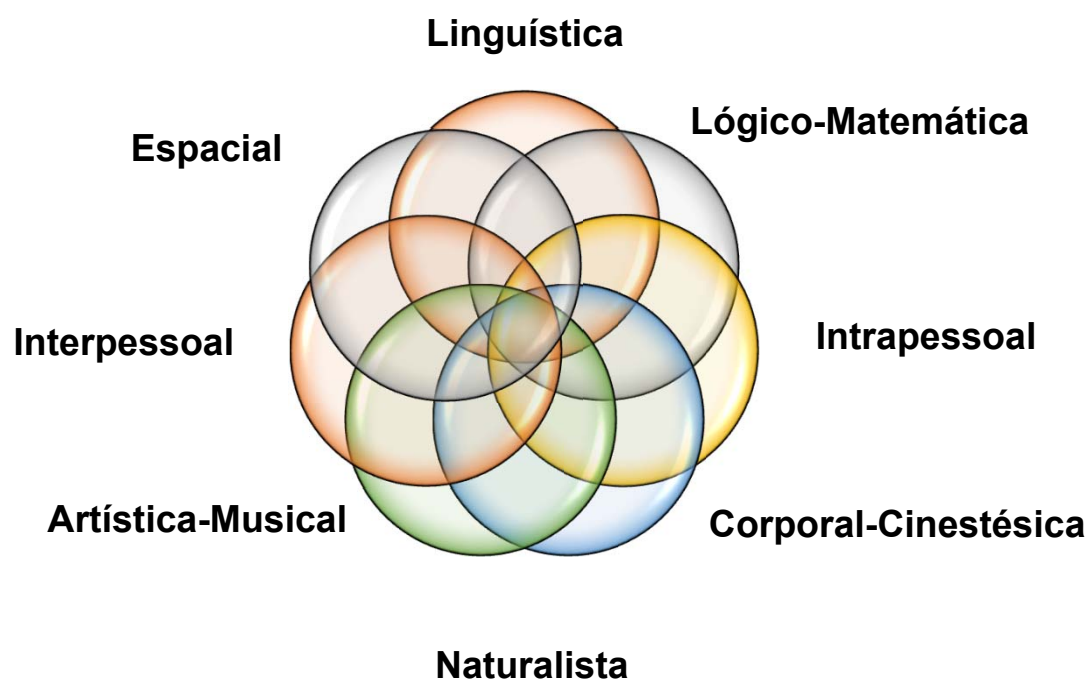 Linguística
Lógico-Matemática
Espacial
Intrapessoal
Interpessoal
Artística-Musical
Corporal-Cinestésica
Naturalista